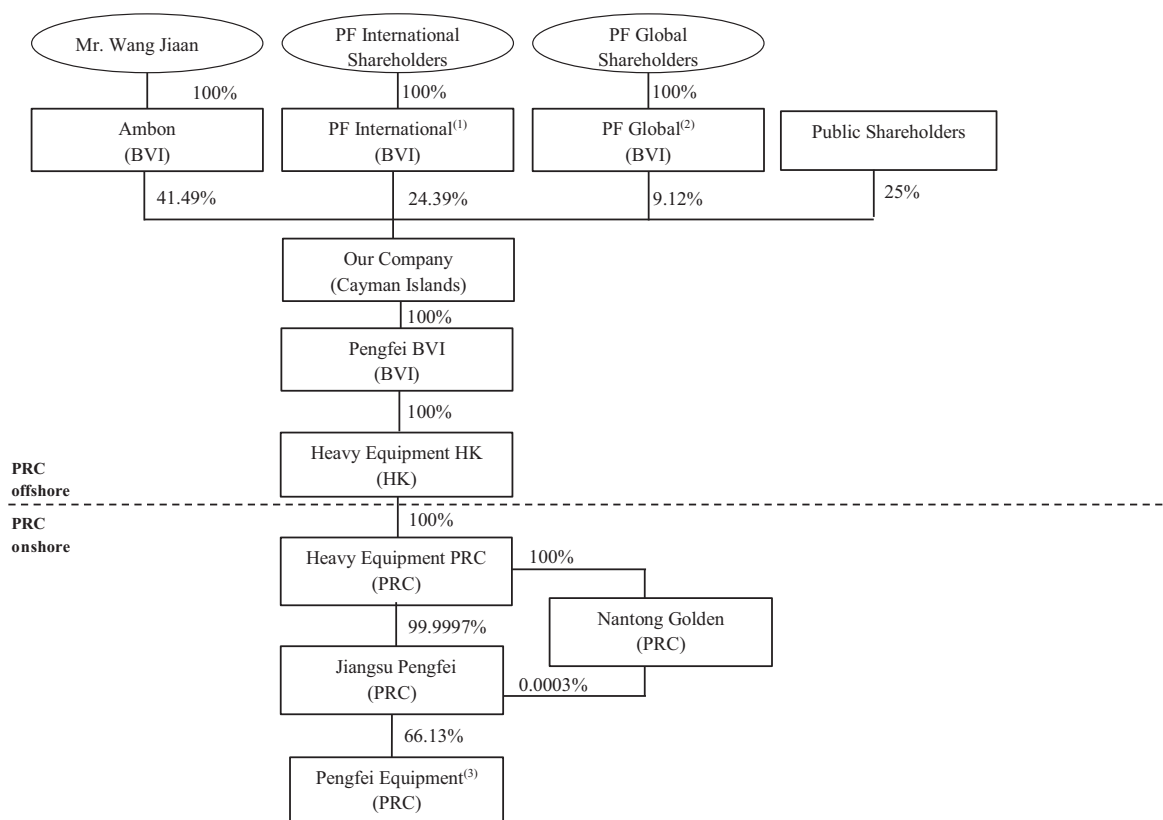 Mr. Wang Jiaan
PF International
Shareholders
PF Global
Shareholders
100%
100%
100%
Ambon
(BVI)
PF International(1)
(BVI)
PF Global(2)
(BVI)
Public Shareholders
41.49%
24.39%
9.12%
25%
Our Company
(Cayman Islands)
100%
Pengfei BVI
(BVI)
100%
Heavy Equipment HK
(HK)
PRC
offshore
PRC
onshore
100%
Heavy Equipment PRC
(PRC)
100%
Nantong Golden
(PRC)
99.9997%
Jiangsu Pengfei
(PRC)
0.0003%
66.13%
Pengfei Equipment(3)
(PRC)